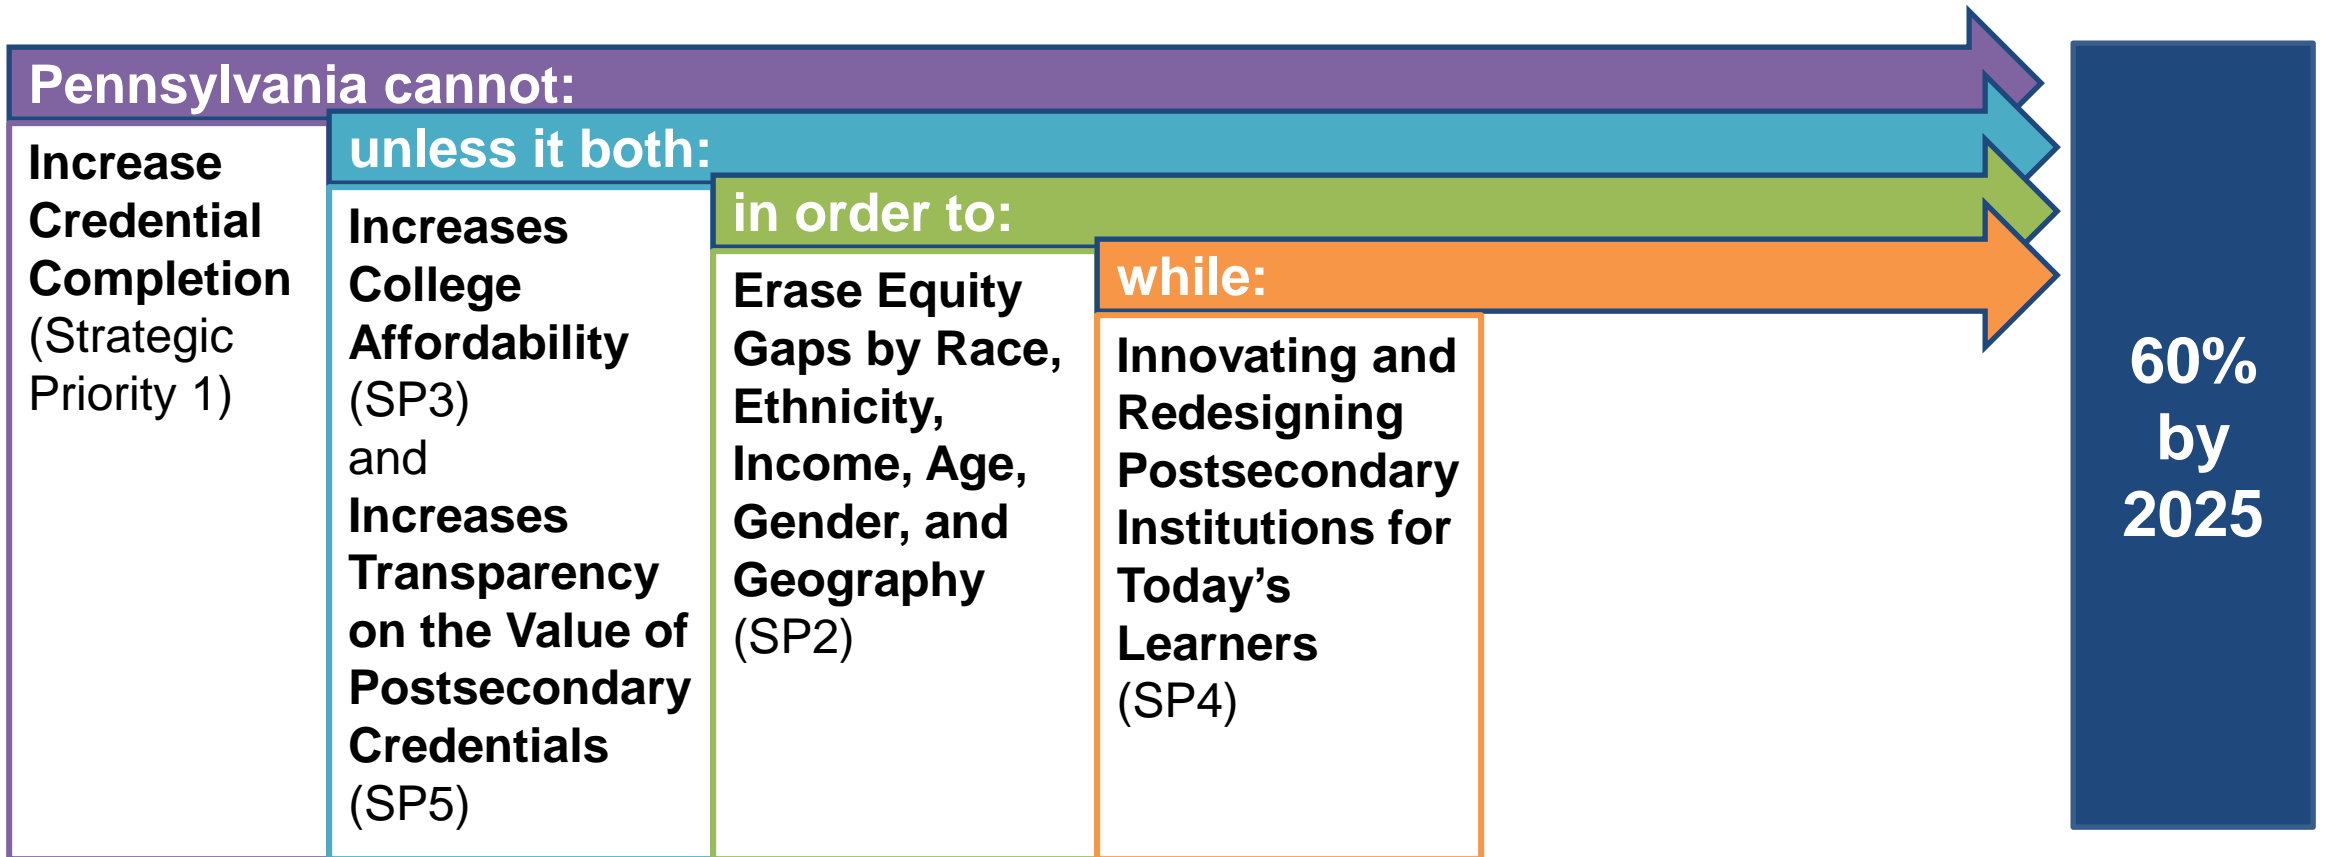 Pennsylvania cannot:
Increase
Credential
Completion
(Strategic
Priority 1)
unless it both:
Increases
College
Affordability
(SP3)
and
Increases
Transparency
on the Value of
Postsecondary
Credentials
(SP5)
in order to:
Erase Equity
Gaps by Race,
Ethnicity,
Income, Age,
Gender, and
Geography
(SP2)
while:
Innovating and
Redesigning
Postsecondary
Institutions for
Today’s
Learners
(SP4)
60%
by
2025